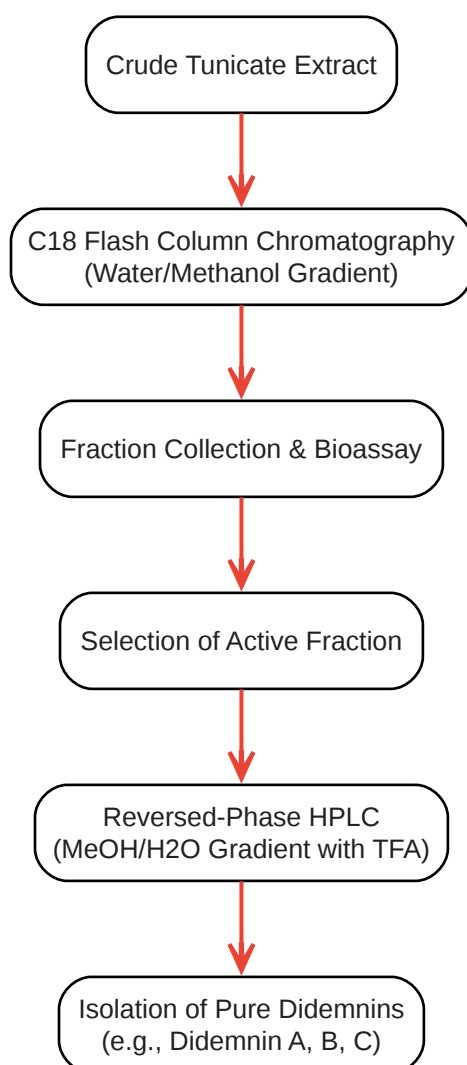 Crude Tunicate Extract
C18 Flash Column Chromatography
(Water/Methanol Gradient)
Fraction Collection & Bioassay
Selection of Active Fraction
Reversed-Phase HPLC
(MeOH/H2O Gradient with TFA)
Isolation of Pure Didemnins
(e.g., Didemnin A, B, C)